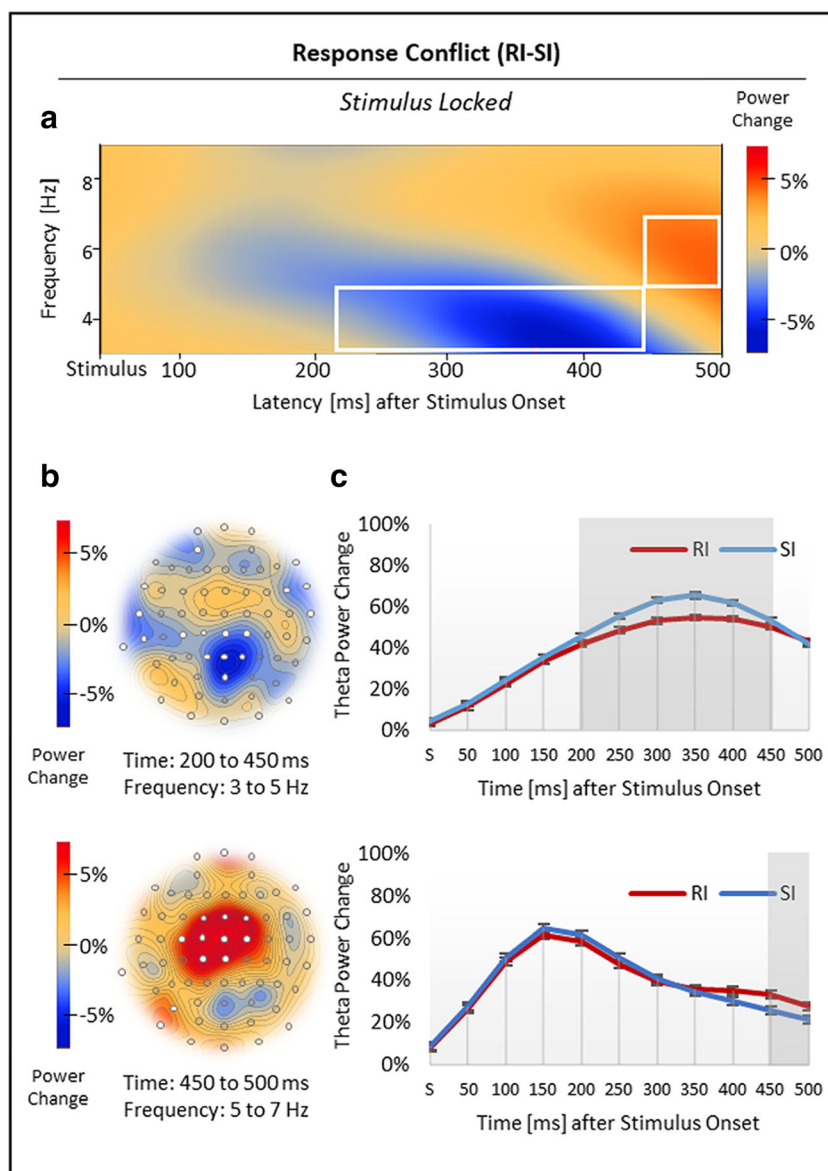 Response Conflict (RI-SI)
Stimulus Locked
Power
Change
a
Frequency [Hz]
8
6
4
5%
0%
-5%
Stimulus 100 200 300 400 500
Latency [ms] after Stimulus Onset
b
5%
0%
-5%
Power
Change
Time: 200 to 450 ms
Frequency: 3 to 5 Hz
c
Theta Power Change
100%
80%
60%
40%
20%
0%
RI SI
S 50 100 150 200 250 300 350 400 450 500
Time [ms] after Stimulus Onset
5%
0%
-5%
Power
Change
Time: 450 to 500 ms
Frequency: 5 to 7 Hz
Theta Power Change
100%
80%
60%
40%
20%
0%
RI SI
S 50 100 150 200 250 300 350 400 450 500
Time [ms] after Stimulus Onset